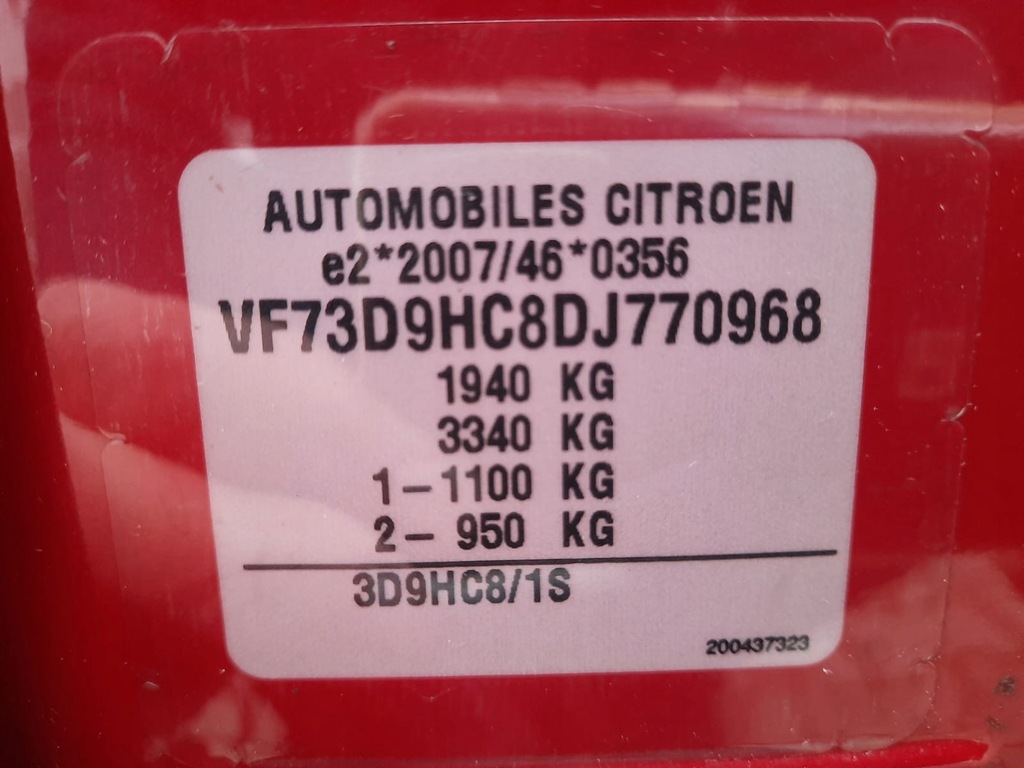 AUTOMOBILES CITROEN
e2*2007/46*0356
VF73D9HC8DJ770968
1940 KG
3340 KG
1-1100 KG
2- 950 KG
3D9HC8/1S
200437323